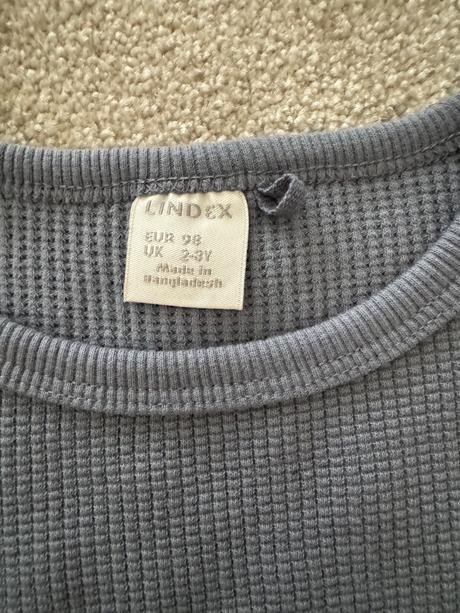 LINDEX
EUR 98
UK 2-3Y
Made in
Bangladesh